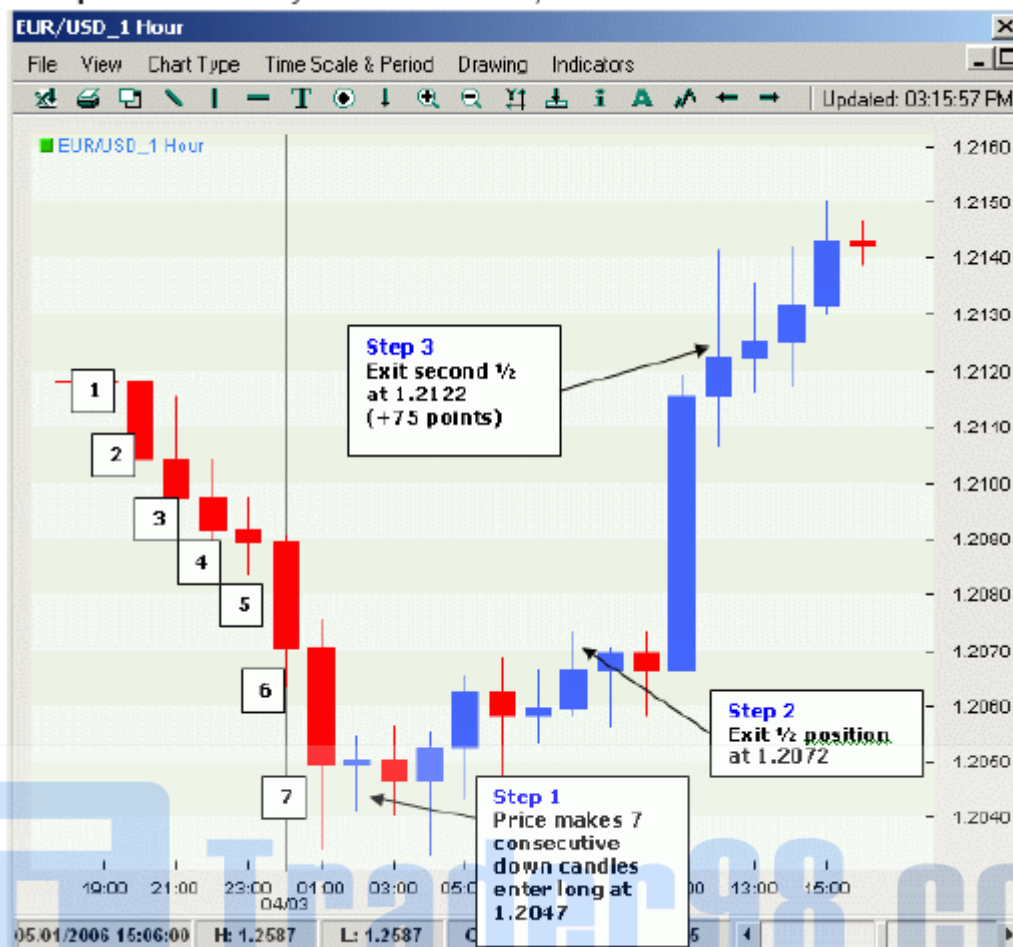 EUR/USD_1 Hour
File View Chart Type Time Scale & Period Drawing Indicators
Updated: 03:15:57 PM
EUR/USD_1 Hour
1.2160
1.2150
1.2140
1.2130
1.2120
1.2110
1.2100
1.2090
1.2080
1.2070
1.2060
1.2050
1.2040
Step 3
Exit second ½
at 1.2122
(+75 points)
1
2
3
4
5
6
7
Step 2
Exit ½ position
at 1.2072
Step 1
Price makes 7
consecutive
down candles
enter long at
1.2047
19:00 21:00 23:00 01:00 03:00 13:00 15:00
04/03
05.01/2006 15:06:00 H: 1.2587 L: 1.2587
Trader98